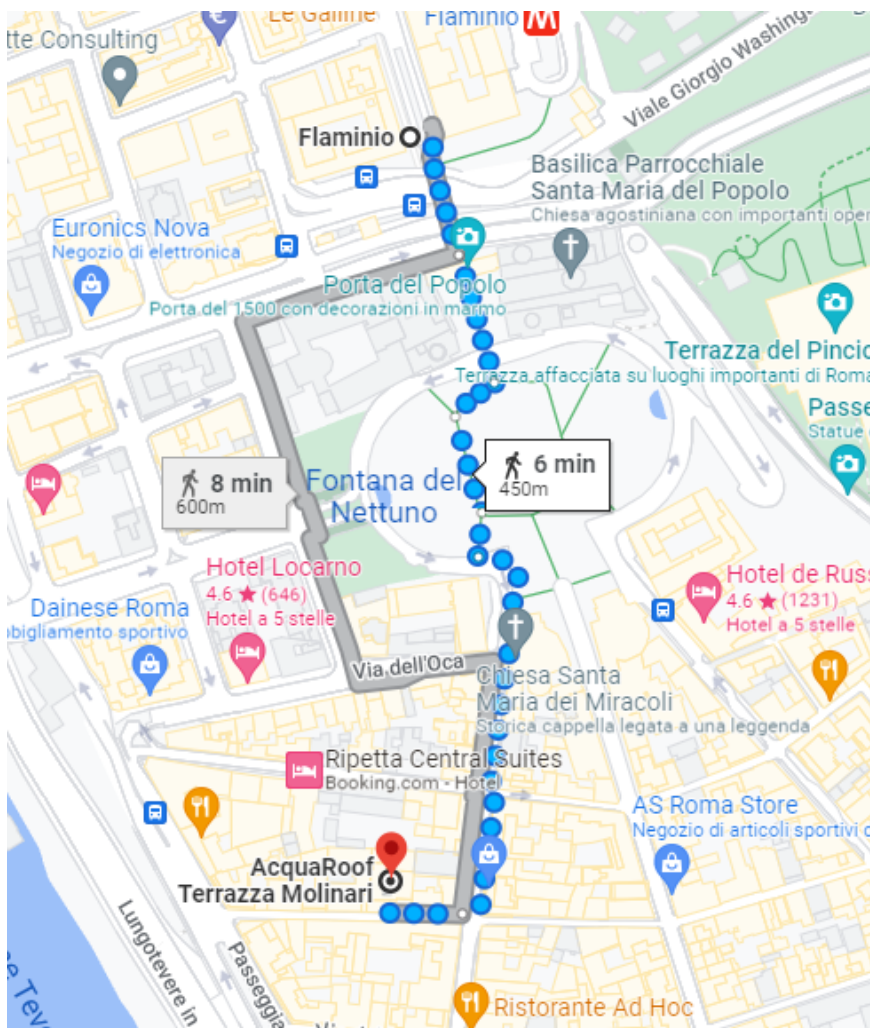 Le Galline
Flaminio
tte Consulting
Viale Giorgio Washing
Flaminio
Basilica Parrocchiale
Santa Maria del Popolo
Chiesa agostiniana con importanti oper
Euronics Nova
Negozio di elettronica
Porta del Popolo
Porta del 1500 con decorazioni in marmo
Terrazza del Pincio
Terrazza affacciata su luoghi importanti di Roma
Passe
Statue
6 min
450m
8 min
600m
Fontana del
Nettuno
Hotel Locarno
4.6 ★ (646)
Hotel a 5 stelle
Hotel de Russ
4.6 ★ (1231)
Hotel a 5 stelle
Dainese Roma
bbigliamento sportivo
Via dell'Oca
Chiesa Santa
Maria dei Miracoli
Storica cappella legata a una leggenda
Ripetta Central Suites
Booking.com - Hotel
AS Roma Store
Negozio di articoli sportivi
AcquaRoof
Terrazza Molinari
Lungotevere in
Passeggia
e Teve
Ristorante Ad Hoc